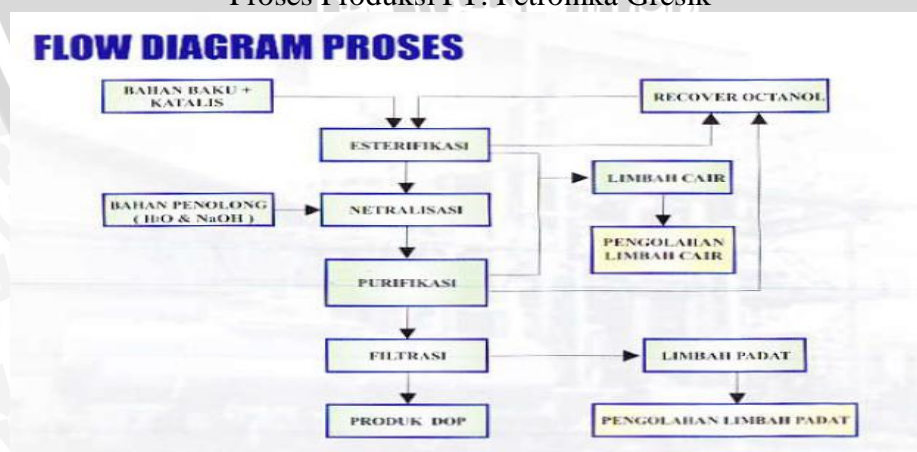 Proses Produksi PT. Petronika Gresik
FLOW DIAGRAM PROSES
BAHAN BAKU +
KATALIS
RECOVER OCTANOL
ESTERIFIKASI
LIMBAH CAIR
BAHAN PENOLONG
( H2O & NaOH )
NETRALISASI
PENGOLAHAN
LIMBAH CAIR
PURIFIKASI
FILTRASI
LIMBAH PADAT
PRODUK DOP
PENGOLAHAN LIMBAH PADAT